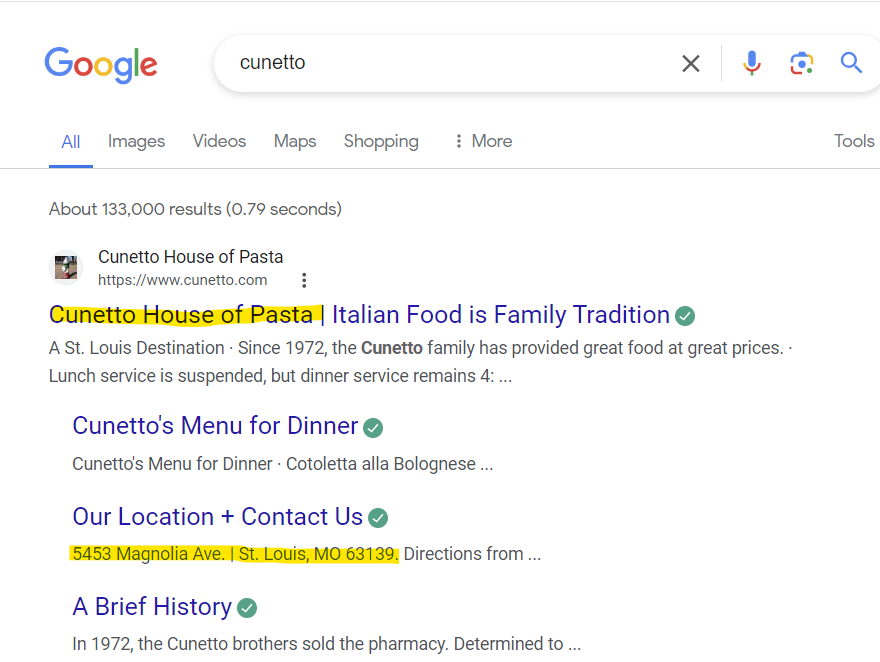 Google
cunetto
All Images Videos Maps Shopping More Tools
About 133,000 results (0.79 seconds)
Cunetto House of Pasta
https://www.cunetto.com
Cunetto House of Pasta | Italian Food is Family Tradition
A St. Louis Destination · Since 1972, the Cunetto family has provided great food at great prices. ·
Lunch service is suspended, but dinner service remains 4: ...
Cunetto's Menu for Dinner
Cunetto's Menu for Dinner · Cotoletta alla Bolognese ...
Our Location + Contact Us
5453 Magnolia Ave. | St. Louis, MO 63139. Directions from ...
A Brief History
In 1972, the Cunetto brothers sold the pharmacy. Determined to ...